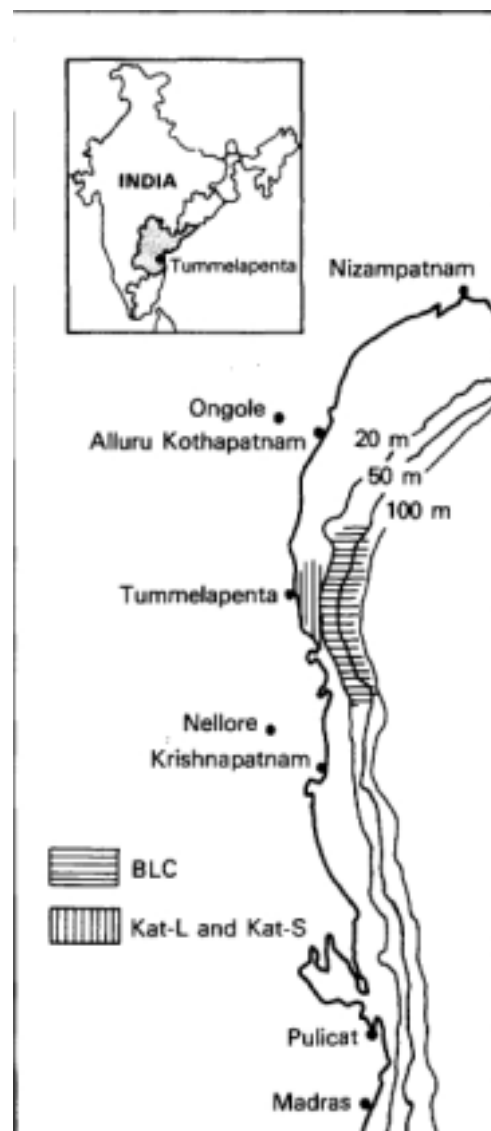 INDIA
Tummelapenta
Nizampatnam
Ongole
Alluru Kothapatnam
20 m
50 m
100 m
Tummelapenta
Nellore
Krishnapatnam
BLC
Kat-L and Kat-S
Pulicat
Madras